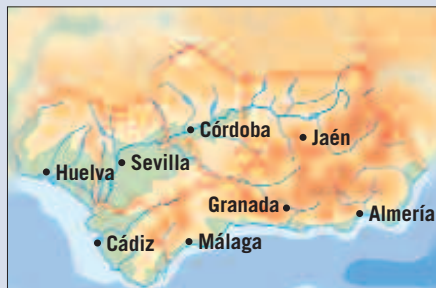 Córdoba
Jaén
Sevilla
Huelva
Granada
Almería
Cádiz
Málaga